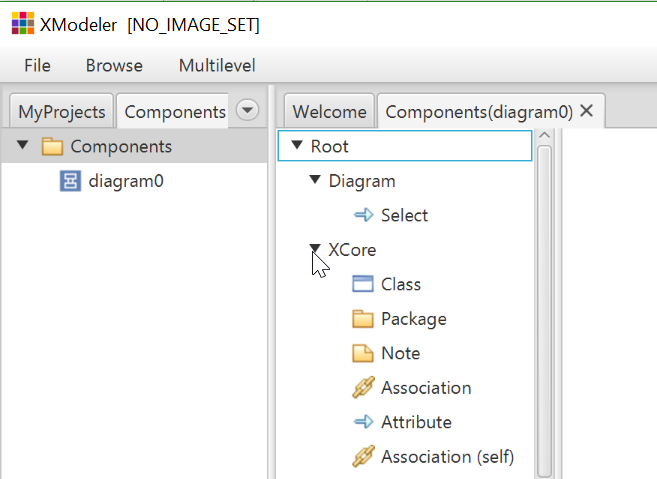 XModeler [NO_IMAGE_SET]
File Browse Multilevel
MyProjects Components Welcome Components(diagram0)
Components
diagram0
Root
Diagram
Select
XCore
Class
Package
Note
Association
Attribute
Association (self)